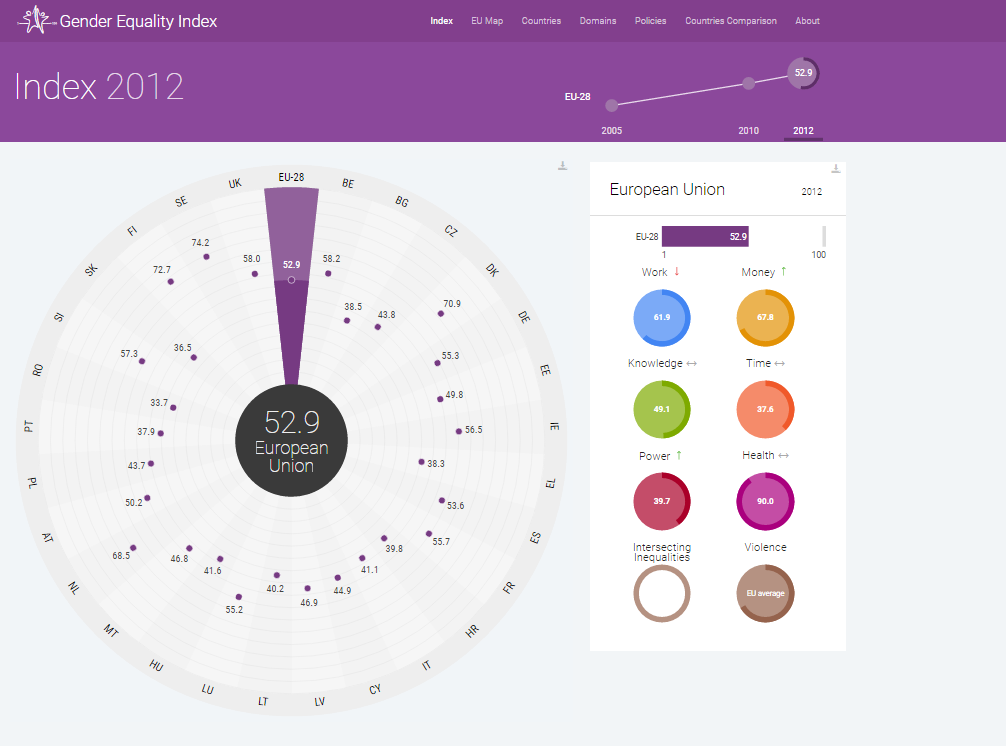 Gender Equality Index
Index EU Map Countries Domains Policies Countries Comparison About
Index 2012
52.9
EU-28
2005 2010 2012
EU-28
BE
BG
CZ
DK
DE
EE
IE
EL
ES
FR
HR
IT
CY
LV
LT
LU
HU
MT
NL
AT
PL
PT
RO
SI
SK
FI
SE
UK
52.9
58.2
38.5
43.8
70.9
55.3
49.8
56.5
38.3
53.6
55.7
39.8
41.1
44.9
46.9
40.2
55.2
41.6
46.8
68.5
50.2
43.7
37.9
33.7
36.5
57.3
72.7
74.2
58.0
52.9
European
Union
European Union 2012
EU-28 52.9
1 100
Work ↓ Money ↑
61.9 67.8
Knowledge ↔ Time ↔
49.1 37.6
Power ↑ Health ↔
39.7 90.0
Intersecting
Inequalities
Violence
EU average